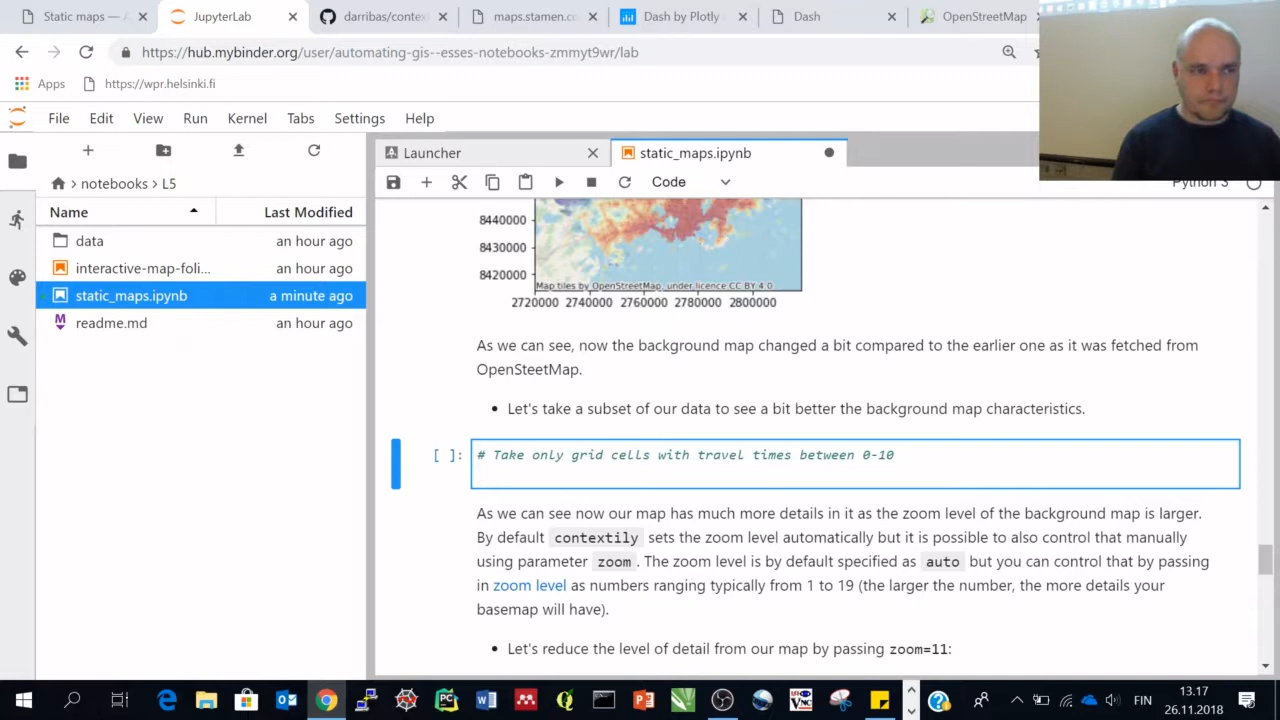 Static maps — A
JupyterLab
darribas/contex
maps.stamen.co
Dash by Plotly
Dash
OpenStreetMap
https://hub.mybinder.org/user/automating-gis--esses-notebooks-zmmyt9wr/lab
Apps
https://wpr.helsinki.fi
File Edit View Run Kernel Tabs Settings Help
Launcher
static_maps.ipynb
notebooks > L5
Code
Python 3
Name
Last Modified
data an hour ago
interactive-map-foli... an hour ago
static_maps.ipynb a minute ago
readme.md an hour ago
8440000
8430000
8420000
Map tiles by OpenStreetMap, under licence CC BY 4.0
2720000 2740000 2760000 2780000 2800000
As we can see, now the background map changed a bit compared to the earlier one as it was fetched from
OpenSteetMap.
• Let's take a subset of our data to see a bit better the background map characteristics.
[ ]: # Take only grid cells with travel times between 0-10
As we can see now our map has much more details in it as the zoom level of the background map is larger.
By default contextily sets the zoom level automatically but it is possible to also control that manually
using parameter zoom . The zoom level is by default specified as auto but you can control that by passing
in zoom level as numbers ranging typically from 1 to 19 (the larger the number, the more details your
basemap will have).
• Let's reduce the level of detail from our map by passing zoom=11:
FIN
13.17
26.11.2018